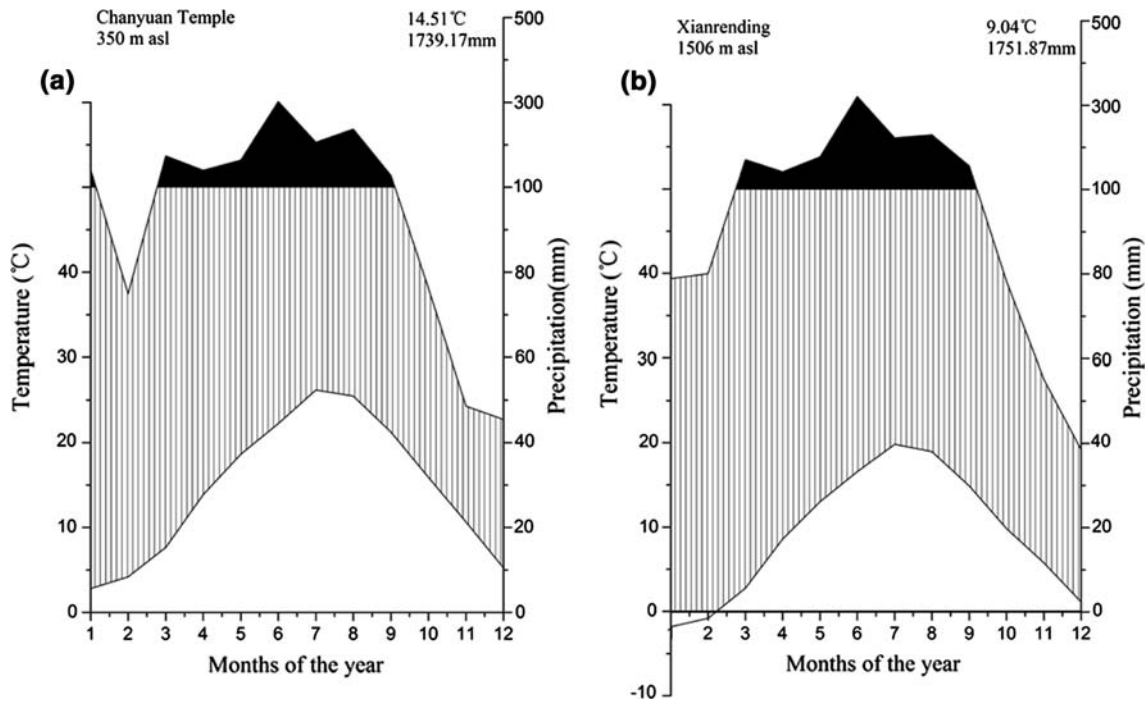 Chanyuan Temple
350 m asl
14.51℃
1739.17mm
(a)
Temperature (℃)
40
30
20
10
0
500
300
100
80
60
40
20
0
Precipitation(mm)
1 2 3 4 5 6 7 8 9 10 11 12
Months of the year
Xianrending
1506 m asl
9.04℃
1751.87mm
(b)
Temperature (℃)
40
30
20
10
0
-10
500
300
100
80
60
40
20
0
Precipitation (mm)
2 3 4 5 6 7 8 9 10 11 12
Months of the year